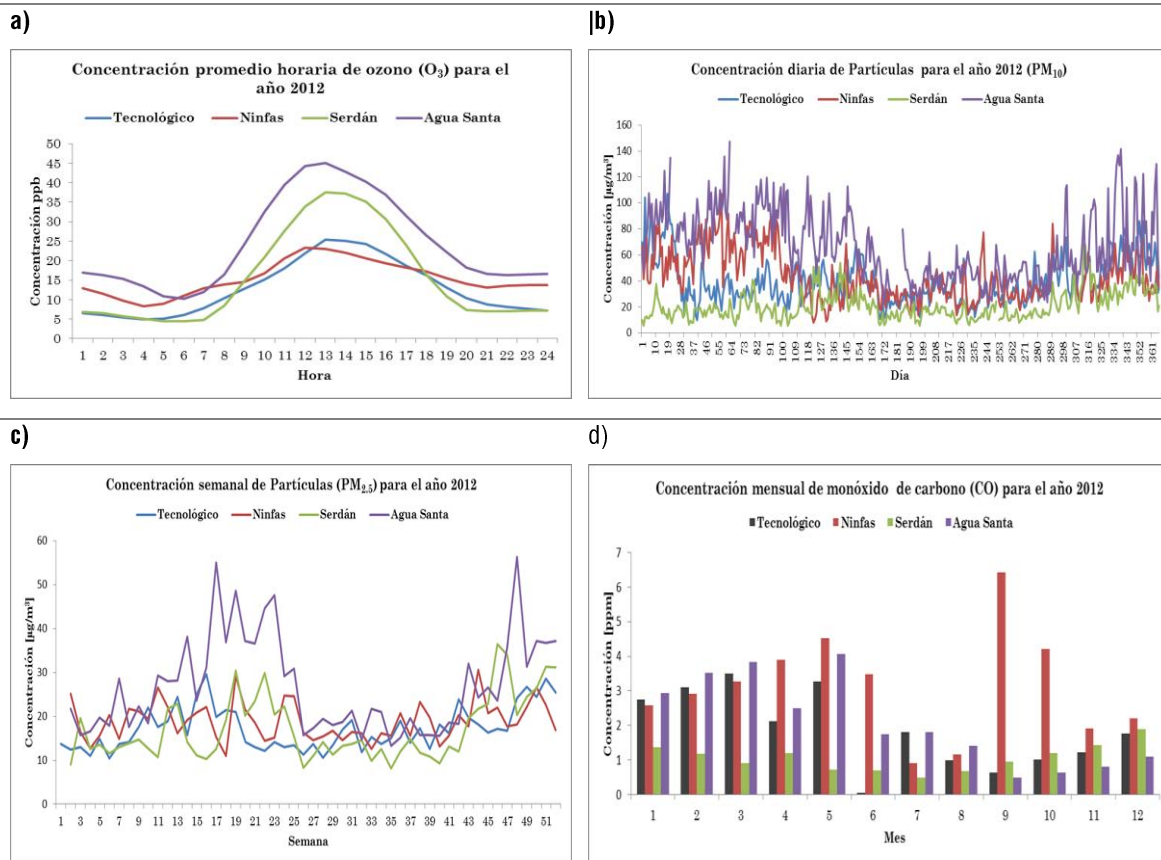 a)
Concentración promedio horaria de ozono (O₃) para el
año 2012
Tecnológico Ninfas Serdán Agua Santa
Concentración ppb
50
45
40
35
30
25
20
15
10
5
0
1 2 3 4 5 6 7 8 9 10 11 12 13 14 15 16 17 18 19 20 21 22 23 24
Hora
|b)
Concentración diaria de Partículas para el año 2012 (PM₁₀)
Tecnológico Ninfas Serdán Agua Santa
Concentración [µg/m³]
160
140
120
100
80
60
40
20
0
1 10 19 28 37 46 55 64 73 82 91 100 109 118 127 136 145 154 163 172 181 190 199 208 217 226 235 244 253 262 271 280 289 298 307 316 325 334 343 352 361
Día
c)
Concentración semanal de Partículas (PM₂.₅) para el año 2012
Tecnológico Ninfas Serdán Agua Santa
Concentración [µg/m³]
60
50
40
30
20
10
0
1 3 5 7 9 11 13 15 17 19 21 23 25 27 29 31 33 35 37 39 41 43 45 47 49 51
Semana
d)
Concentración mensual de monóxido de carbono (CO) para el año 2012
Tecnológico Ninfas Serdán Agua Santa
Concentración [ppm]
7
6
5
4
3
2
1
0
1 2 3 4 5 6 7 8 9 10 11 12
Mes